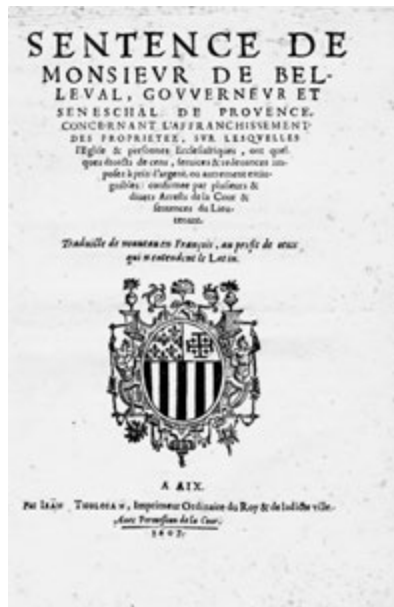 SENTENCE DE
MONSIEVR DE BEL-
LEVAL, GOVVERNEVR ET
SENESCHAL DE PROVENCE,
CONCERNANT L'AFFRANCHISSEMENT
DES PROPRIETEZ, SVR LESQVELLES
l'Eglise & personnes Ecclesiastiques, ont quel-
ques droicts de cens, seruices & redeuances im-
posez à prix d'argent, ou autrement extin-
guibles: confirmee par plusieurs &
diuers Arrests de la Cour &
sentences du Lieu-
tenant.
Traduitte de nouueau en François, au profit de ceux
qui n'entendent le Latin.
A AIX.
Par IEAN THOLOSAN, Imprimeur Ordinaire du Roy & de ladicte ville.
Auec Permission de la Cour.